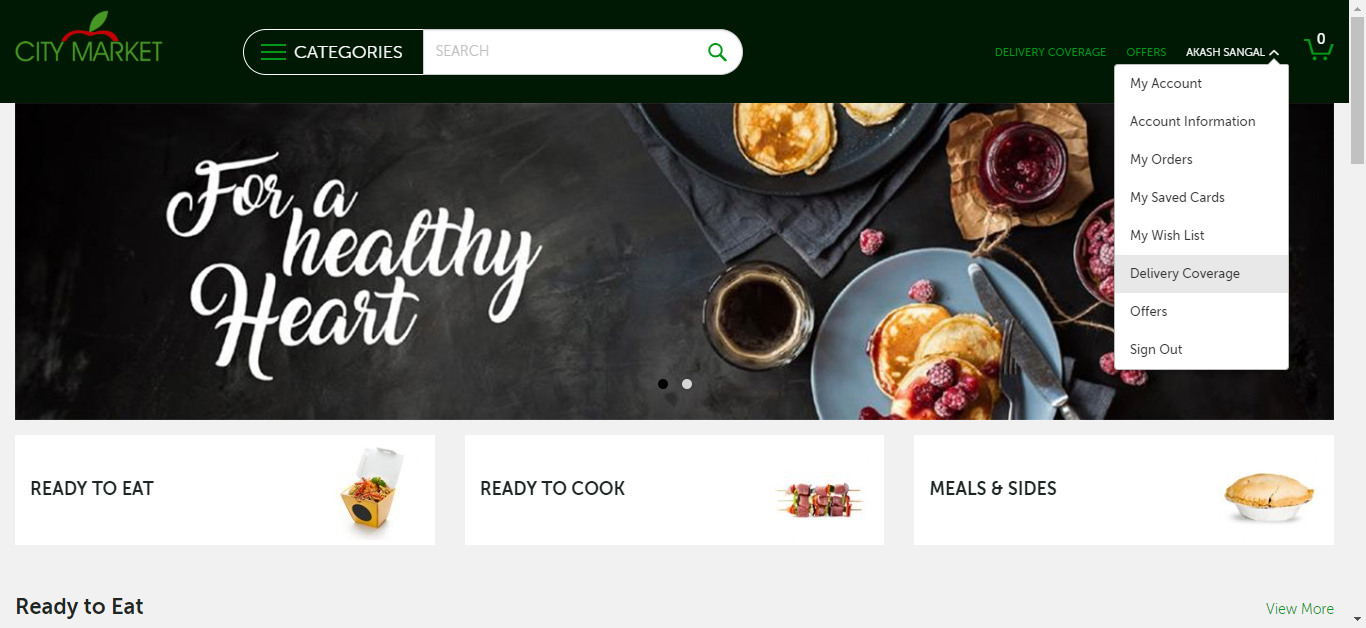 CITY MARKET
CATEGORIES
SEARCH
DELIVERY COVERAGE
OFFERS
AKASH SANGAL
0
My Account
Account Information
My Orders
My Saved Cards
My Wish List
Delivery Coverage
Offers
Sign Out
For a
healthy
Heart
READY TO EAT
READY TO COOK
MEALS & SIDES
Ready to Eat
View More